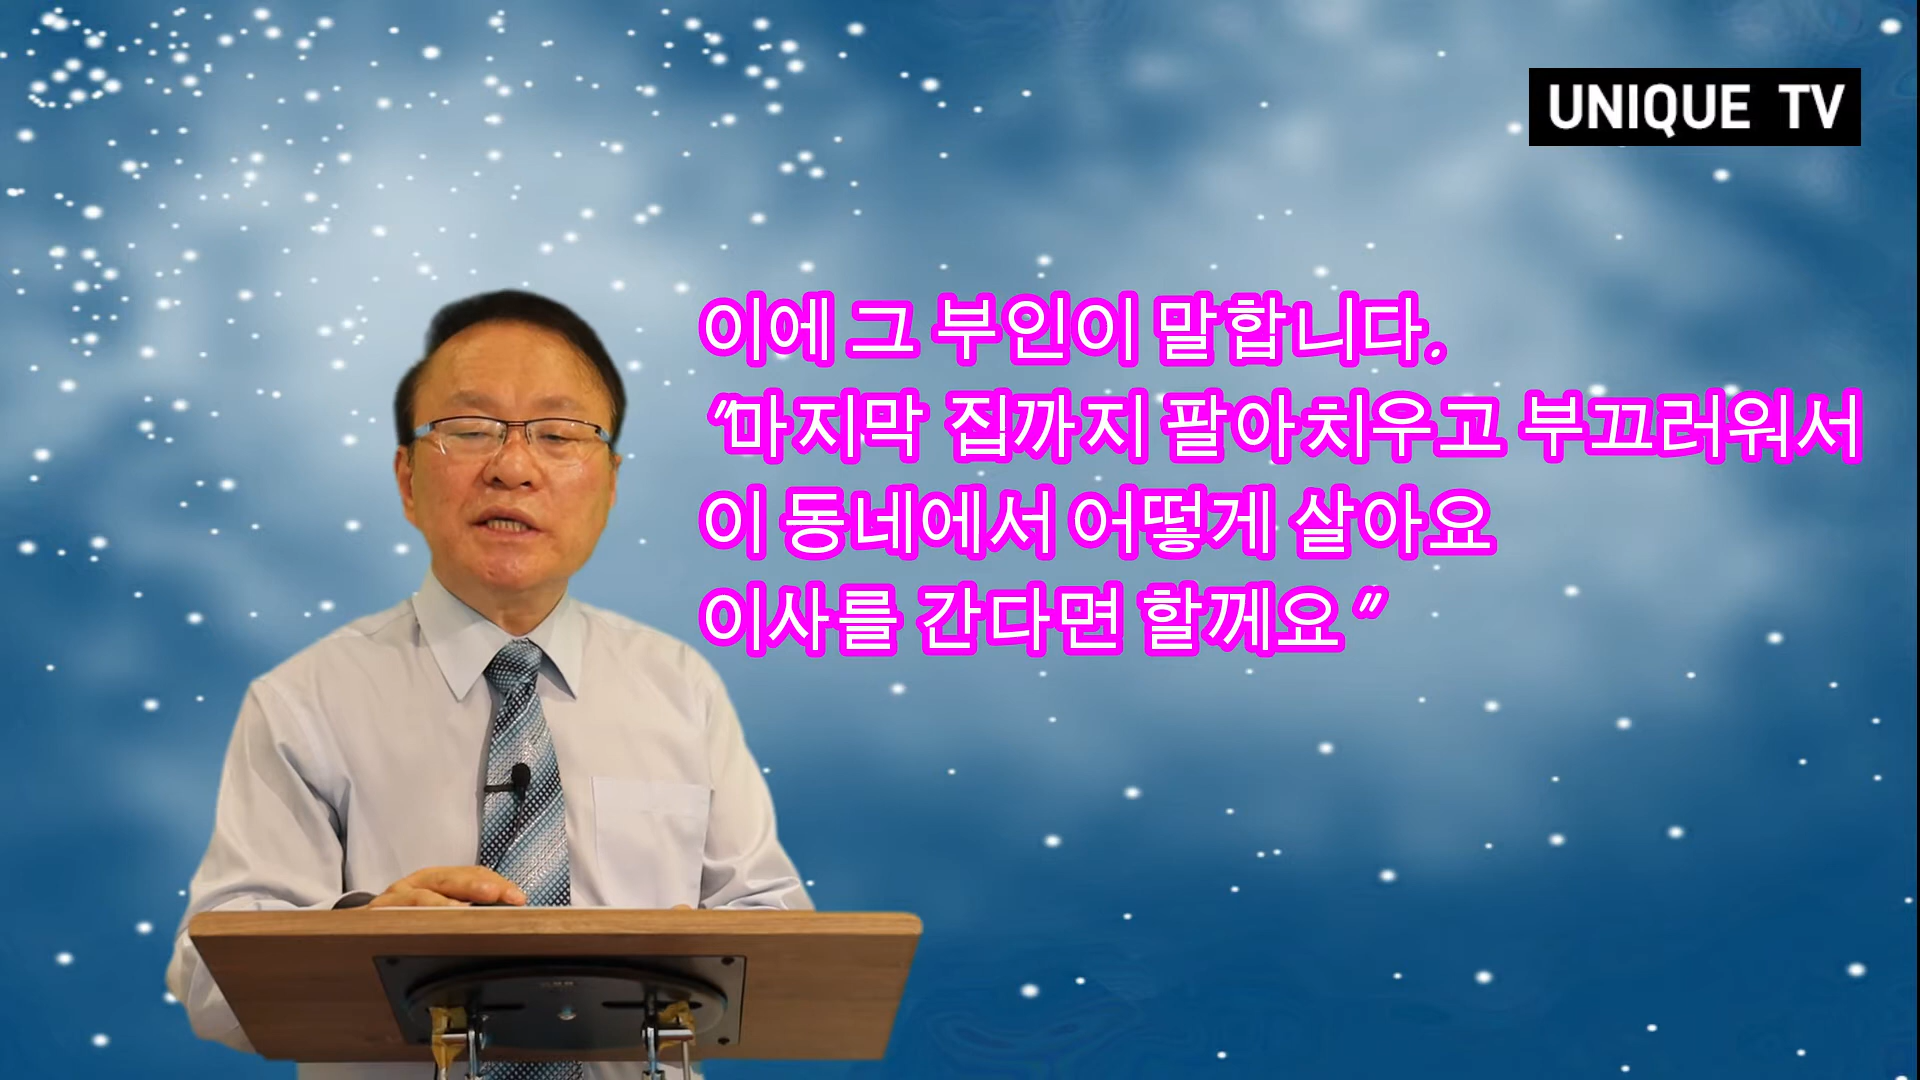 UNIQUE TV
이에 그 부인이 말합니다.
"마지막 집까지 팔아치우고 부끄러워서
이 동네에서 어떻게 살아요
이사를 간다면 할께요"